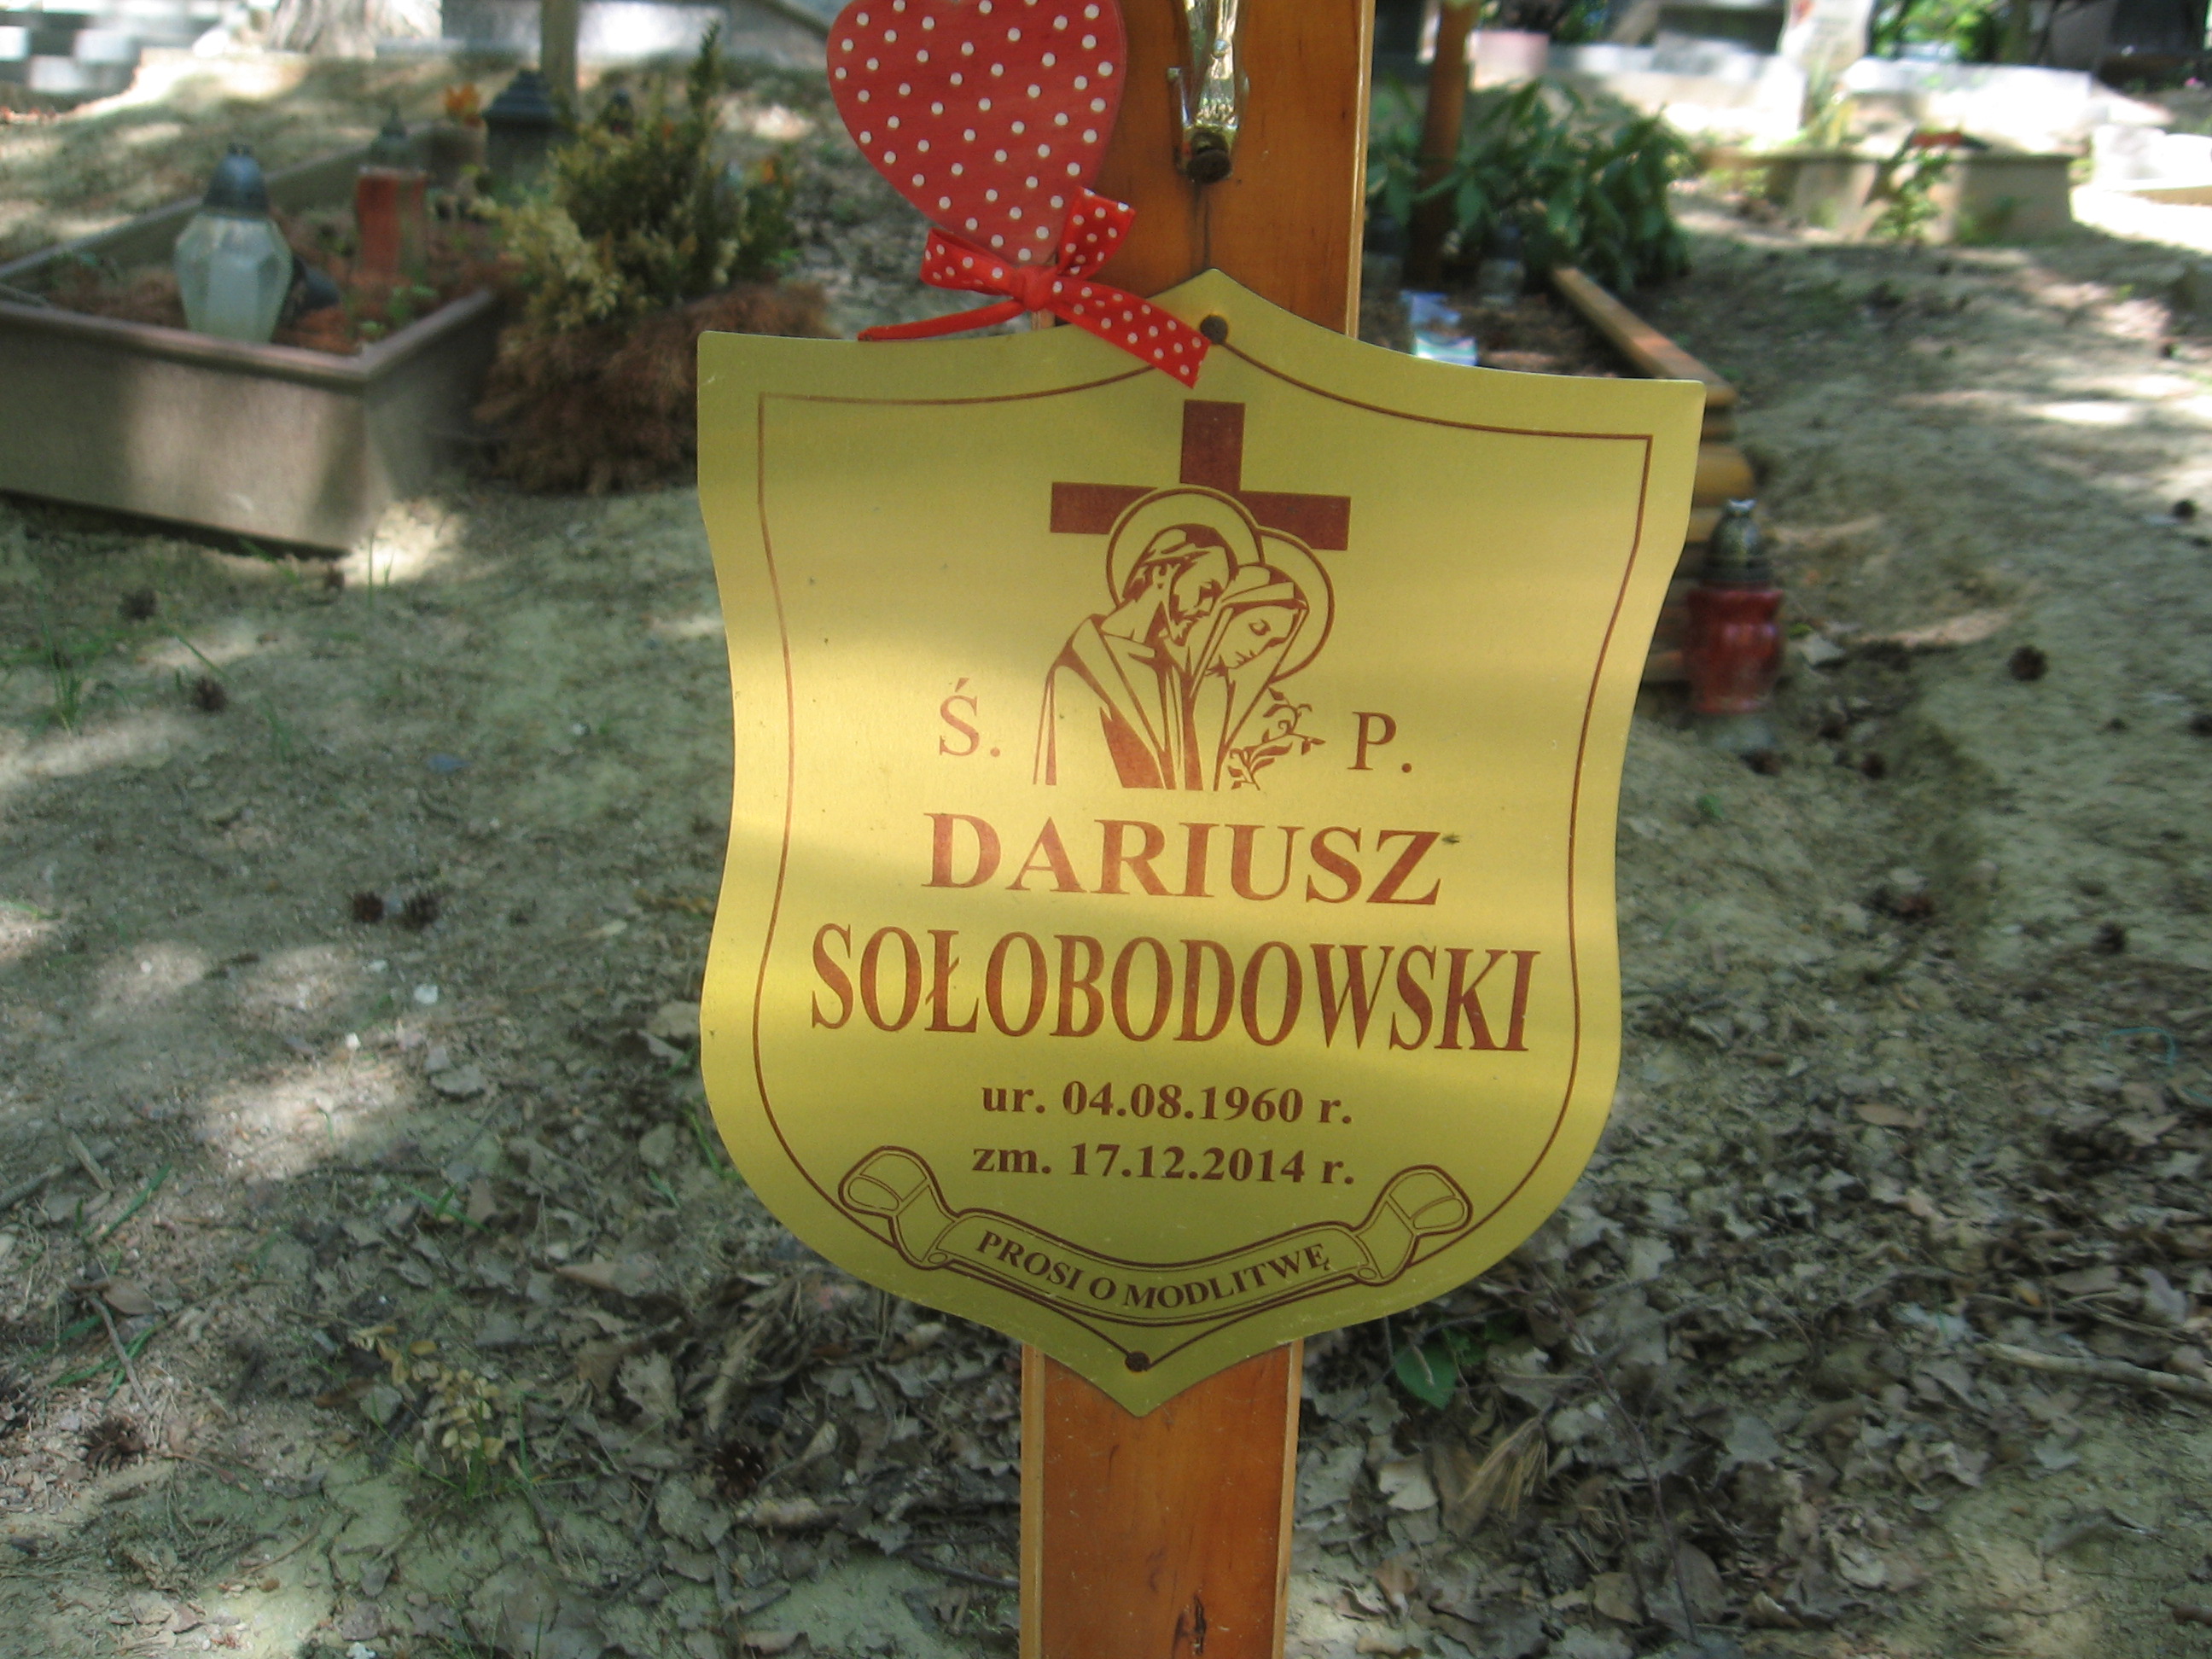 Ś. P.
DARIUSZ
SOŁOBODOWSKI
ur. 04.08.1960 r.
zm. 17.12.2014 r.
PROSI O MODLITWĘ